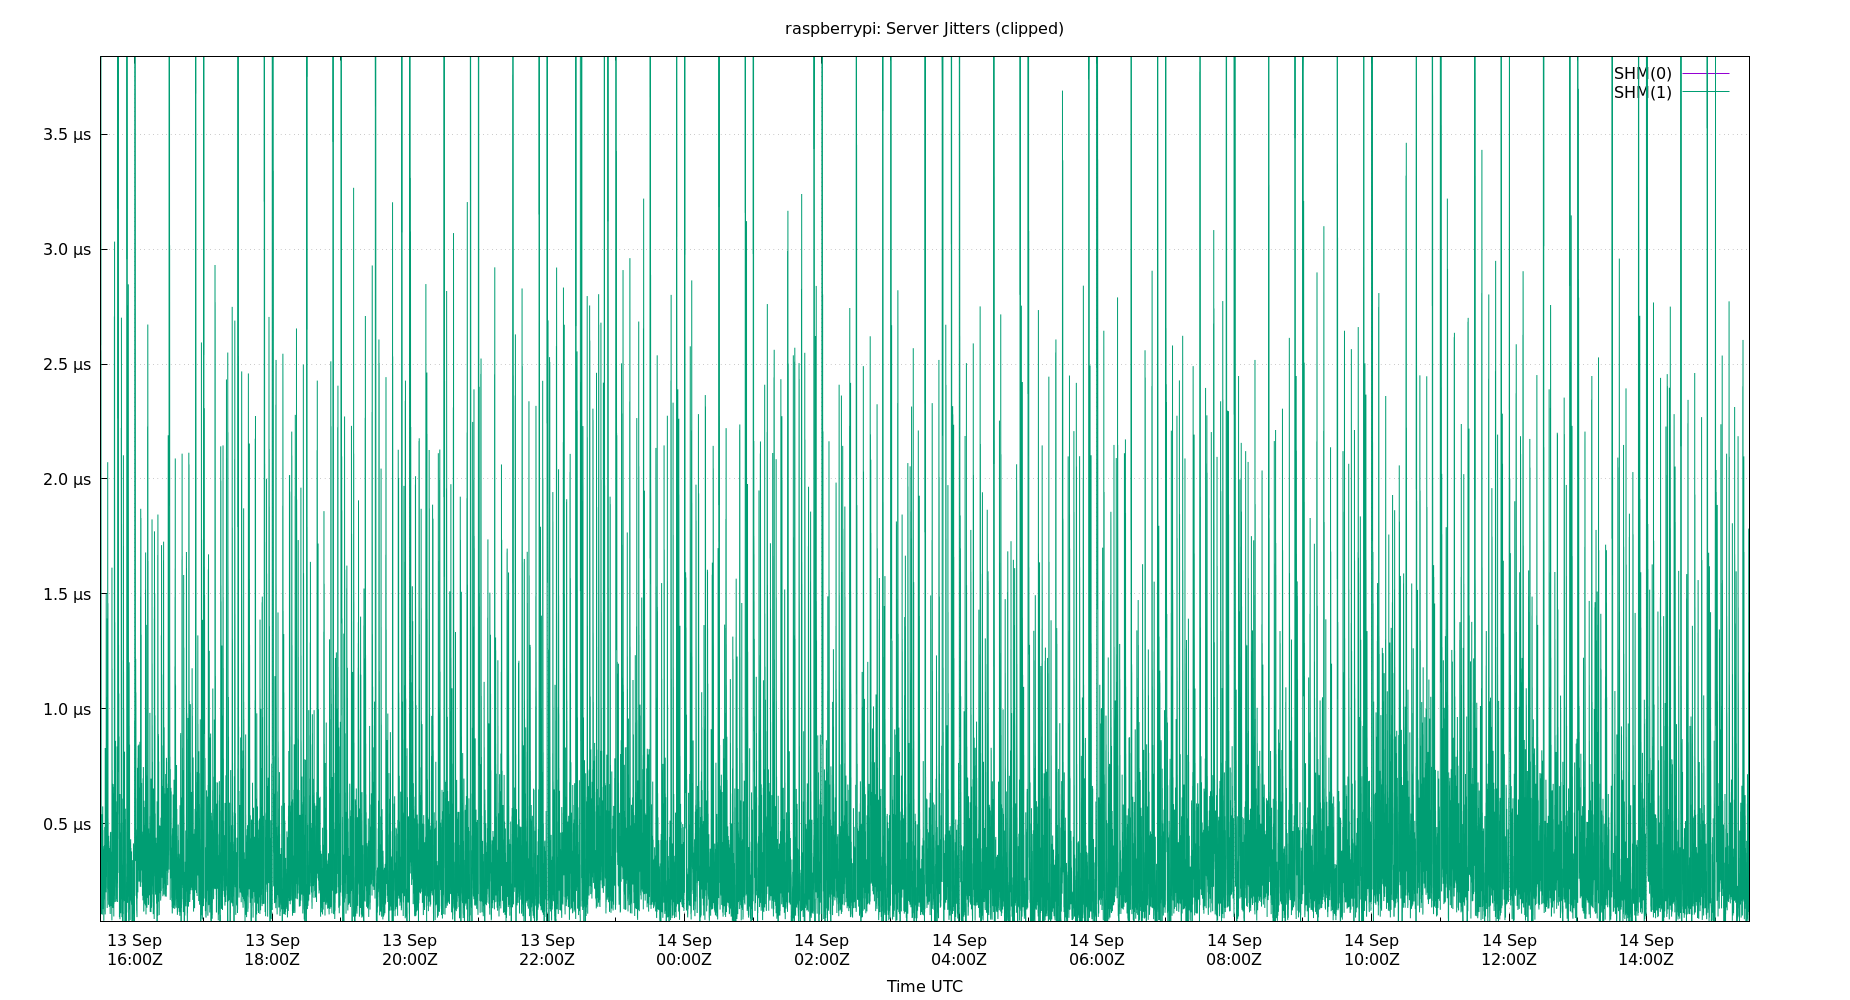 raspberrypi: Server Jitters (clipped)
SHM(0)
SHM(1)
3.5 µs
3.0 µs
2.5 µs
2.0 µs
1.5 µs
1.0 µs
0.5 µs
13 Sep 13 Sep 13 Sep 13 Sep 14 Sep 14 Sep 14 Sep 14 Sep 14 Sep 14 Sep 14 Sep 14 Sep
16:00Z 18:00Z 20:00Z 22:00Z 00:00Z 02:00Z 04:00Z 06:00Z 08:00Z 10:00Z 12:00Z 14:00Z
Time UTC